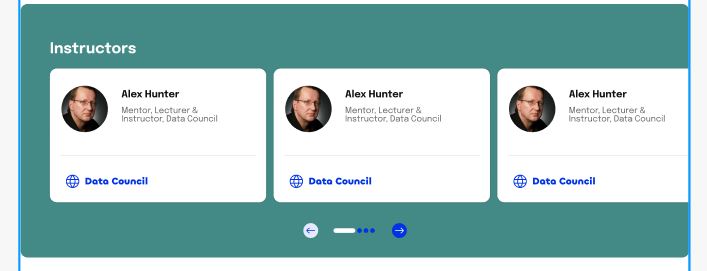 Instructors
Alex Hunter
Mentor, Lecturer &
Instructor, Data Council
Data Council
Alex Hunter
Mentor, Lecturer &
Instructor, Data Council
Data Council
Alex Hunter
Mentor, Lecturer &
Instructor, Data Council
Data Council